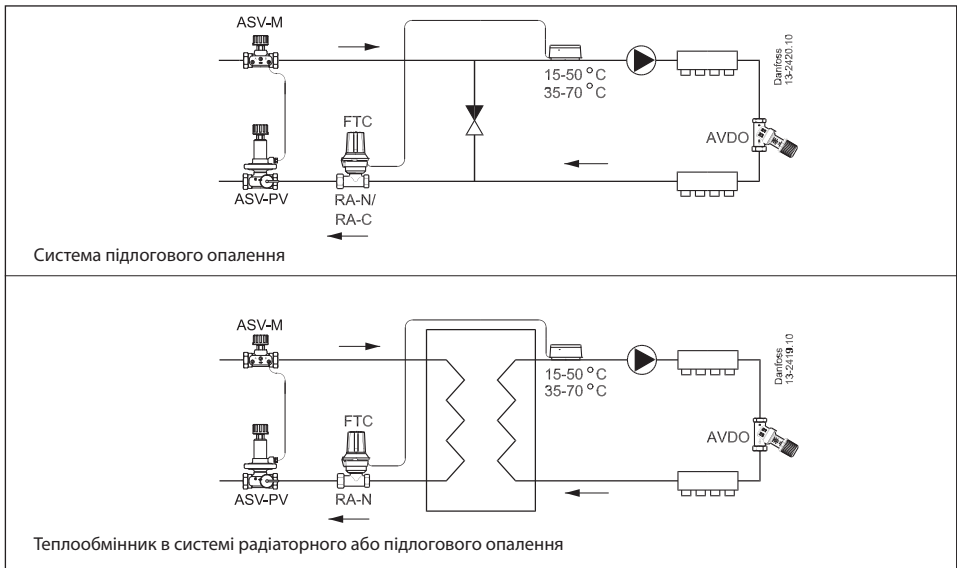 ASV-M
15-50 °C
35-70 °C
Danfoss
13-2420.10
AVDO
FTC
ASV-PV
RA-N/
RA-C
Система підлогового опалення
ASV-M
15-50 °C
35-70 °C
Danfoss
13-2419.10
AVDO
FTC
ASV-PV
RA-N
Теплообмінник в системі радіаторного або підлогового опалення